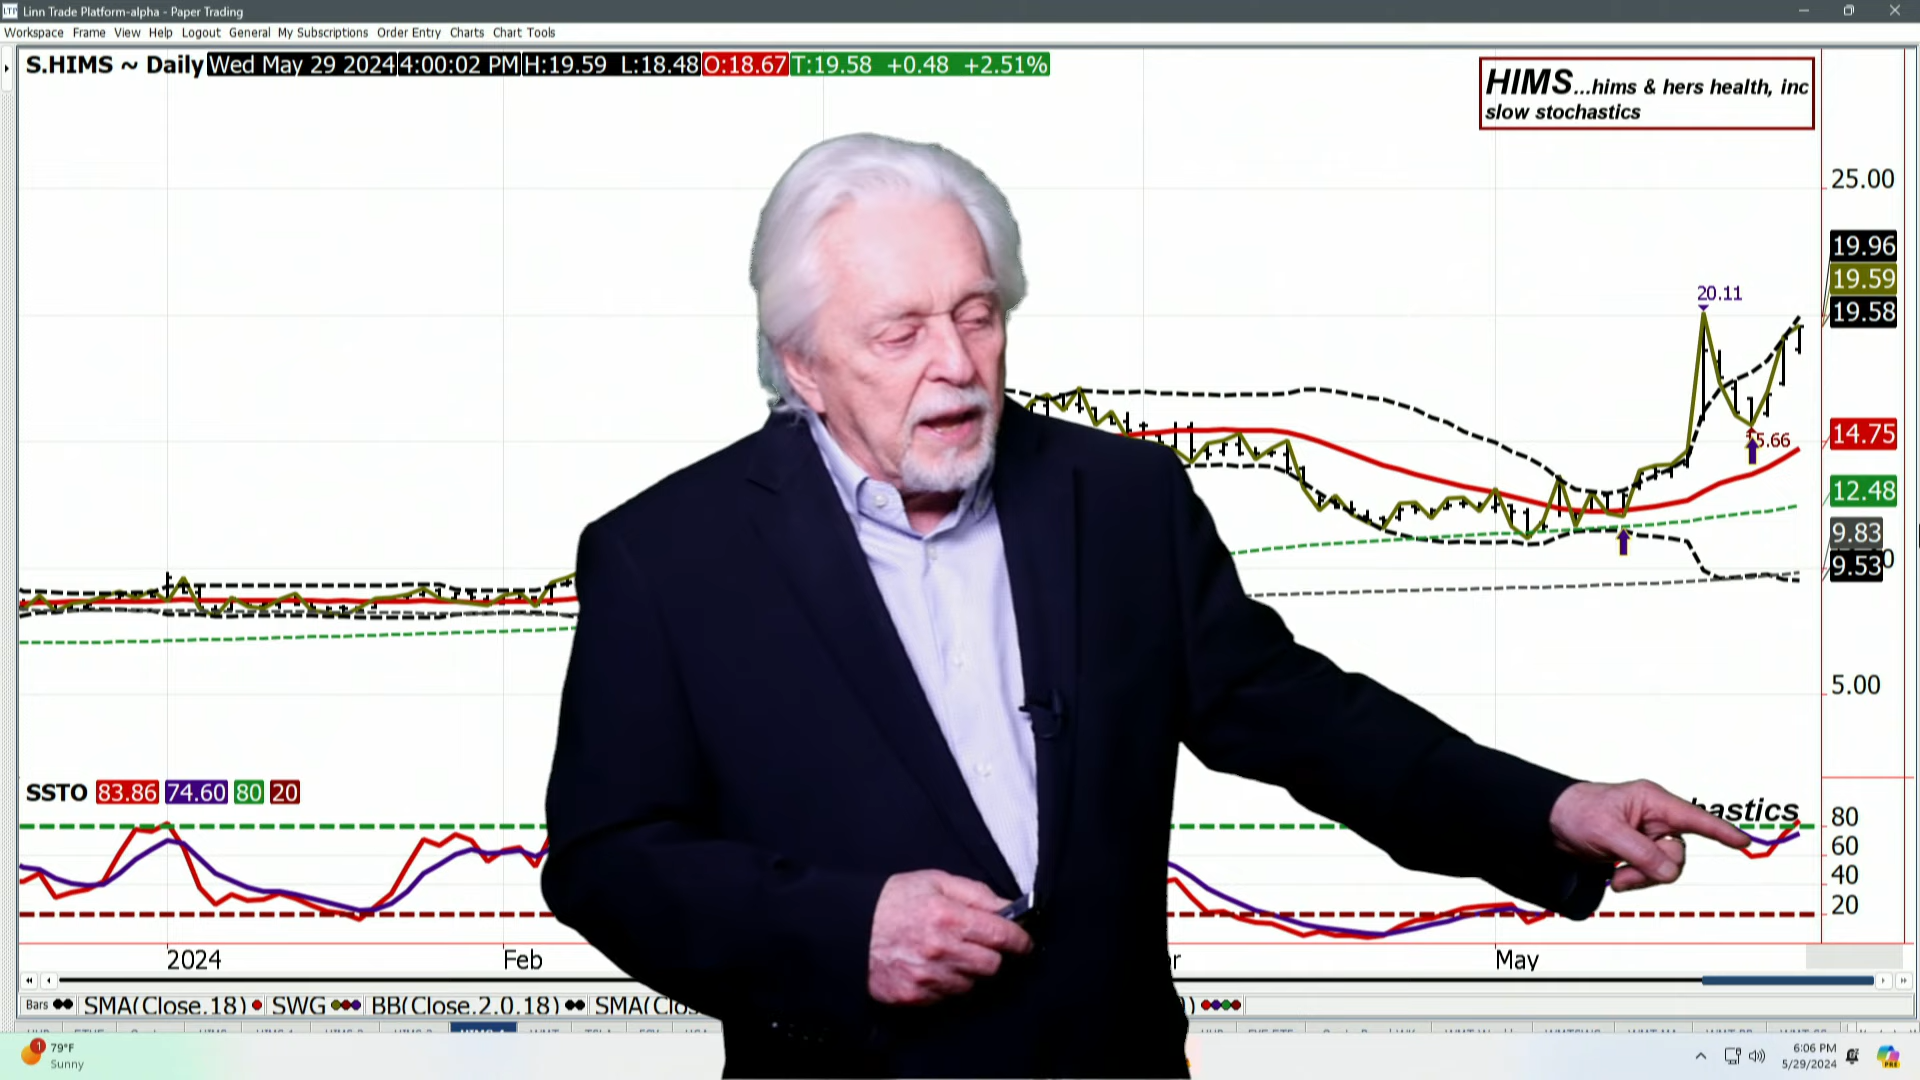 Linn Trade Platform-alpha - Paper Trading
Workspace Frame View Help Logout General My Subscriptions Order Entry Charts Chart Tools
S.HIMS ~ Daily Wed May 29 2024 4:00:02 PM H:19.59 L:18.48 O:18.67 T:19.58 +0.48 +2.51%
HIMS...hims & hers health, inc
slow stochastics
25.00
19.96
19.59
20.11
19.58
14.75
5.66
12.48
9.83
9.53
5.00
SSTO 83.86 74.60 80 20
astics
80
60
40
20
2024 Feb May
Bars SMA(Close.18) SWG BB(Close.2.0.18)
79°F
Sunny
6:06 PM
5/29/2024